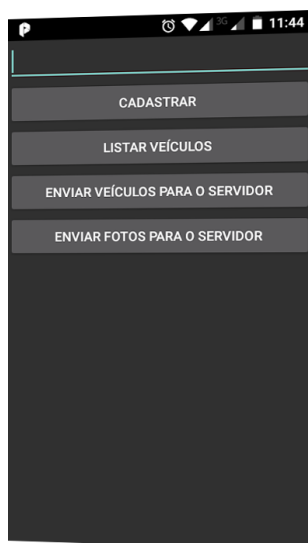 3G 11:44
CADASTRAR
LISTAR VEÍCULOS
ENVIAR VEÍCULOS PARA O SERVIDOR
ENVIAR FOTOS PARA O SERVIDOR